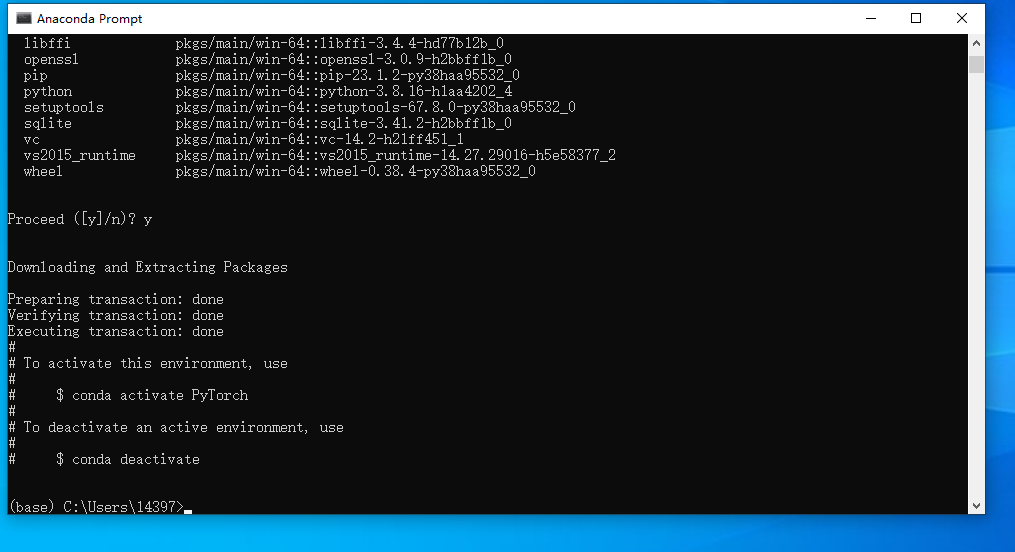 Anaconda Prompt
libffi pkgs/main/win-64::libffi-3.4.4-hd77b12b_0
openssl pkgs/main/win-64::openssl-3.0.9-h2bbff1b_0
pip pkgs/main/win-64::pip-23.1.2-py38haa95532_0
python pkgs/main/win-64::python-3.8.16-h1aa4202_4
setuptools pkgs/main/win-64::setuptools-67.8.0-py38haa95532_0
sqlite pkgs/main/win-64::sqlite-3.41.2-h2bbff1b_0
vc pkgs/main/win-64::vc-14.2-h21ff451_1
vs2015_runtime pkgs/main/win-64::vs2015_runtime-14.27.29016-h5e58377_2
wheel pkgs/main/win-64::wheel-0.38.4-py38haa95532_0
Proceed ([y]/n)? y
Downloading and Extracting Packages
Preparing transaction: done
Verifying transaction: done
Executing transaction: done
#
# To activate this environment, use
#
# $ conda activate PyTorch
#
# To deactivate an active environment, use
#
# $ conda deactivate
(base) C:\Users\14397>